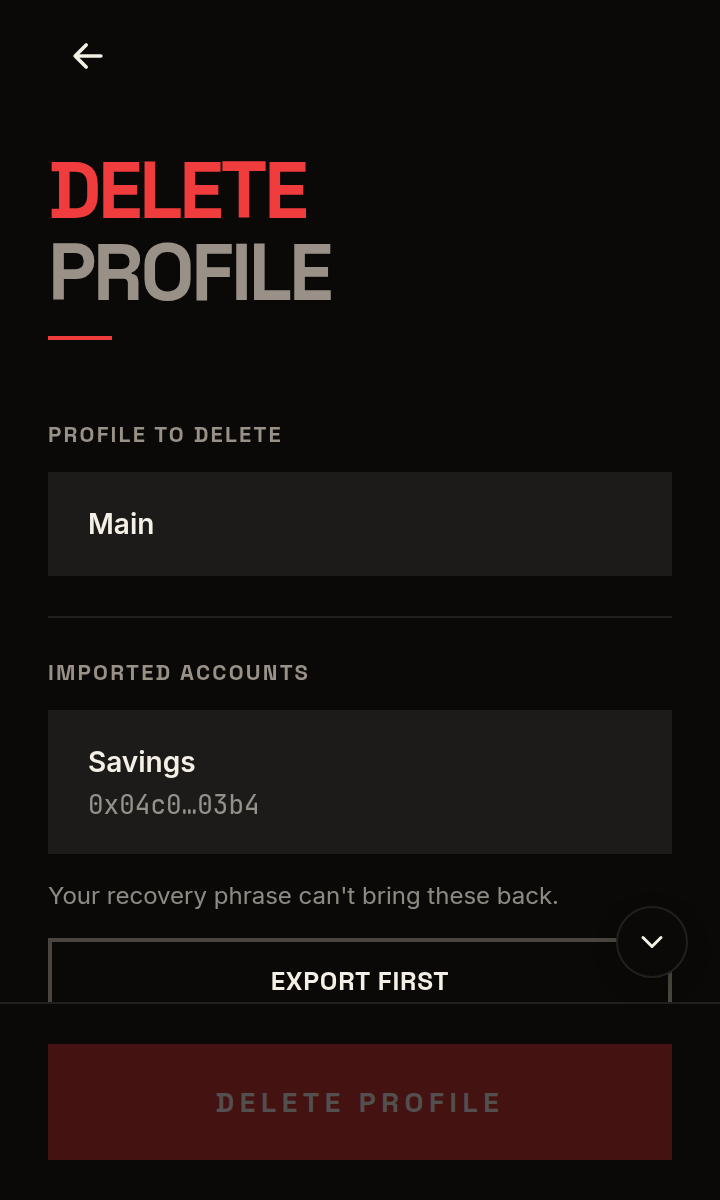 DELETE
PROFILE
PROFILE TO DELETE
Main
IMPORTED ACCOUNTS
Savings
0x04c0…03b4
Your recovery phrase can't bring these back.
EXPORT FIRST
DELETE PROFILE